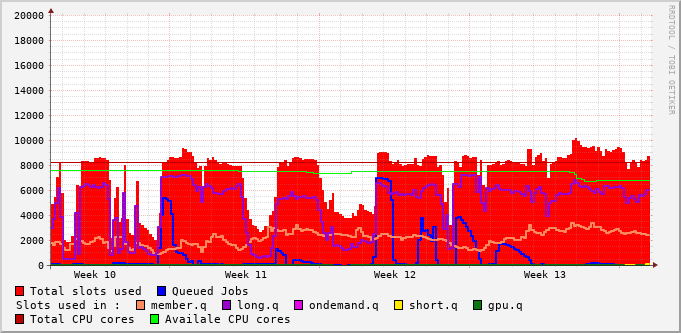 20000
18000
16000
14000
12000
10000
8000
6000
4000
2000
0
Week 10 Week 11 Week 12 Week 13
RRDTOOL / TOBI OETIKER
Total slots used Queued Jobs
Slots used in : member.q long.q ondemand.q short.q gpu.q
Total CPU cores Availale CPU cores